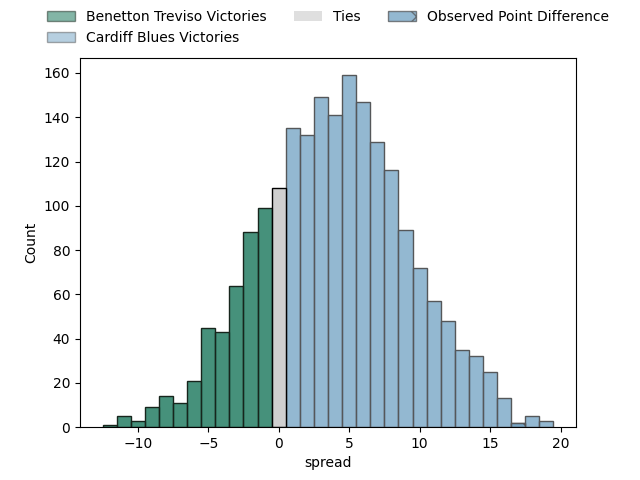 Benetton Treviso Victories
Cardiff Blues Victories
Ties
Observed Point Difference
160
140
120
100
80
60
40
20
0
Count
−10 −5 0 5 10 15 20
spread